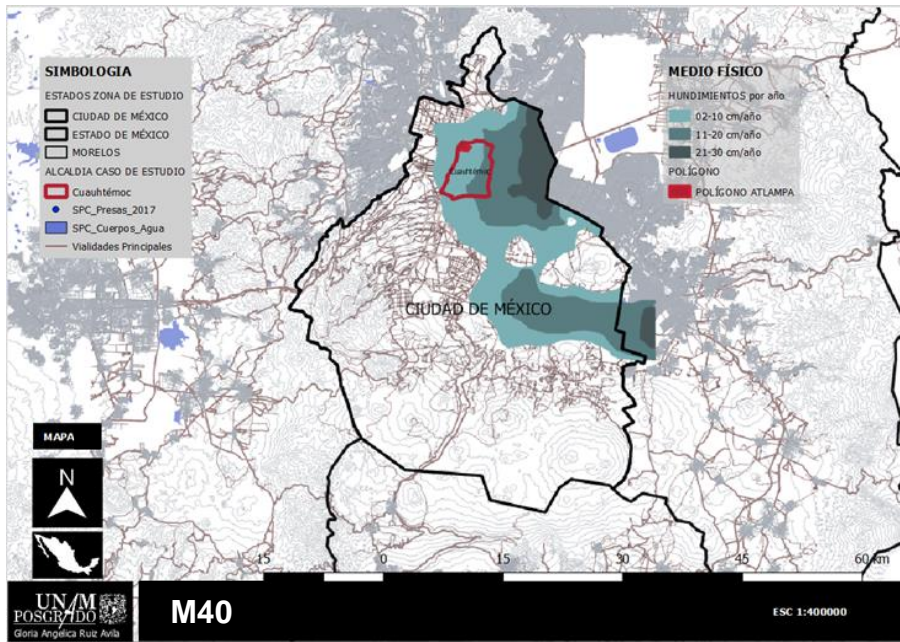 SIMBOLOGIA
ESTADOS ZONA DE ESTUDIO
CIUDAD DE MÉXICO
ESTADO DE MÉXICO
MORELOS
ALCALDIA CASO DE ESTUDIO
Cuauhtémoc
SPC_Presas_2017
SPC_Cuerpos_Agua
Vialidades Principales
MEDIO FÍSICO
HUNDIMIENTOS por año
02-10 cm/año
11-20 cm/año
21-30 cm/año
POLÍGONO
POLÍGONO ATLAMPA
Cuauhtémoc
CIUDAD DE MÉXICO
MAPA
N
15 0 15 30 45 60 km
UNAM
POSGRADO
Gloria Angélica Ruiz Avila
M40
ESC 1:400000